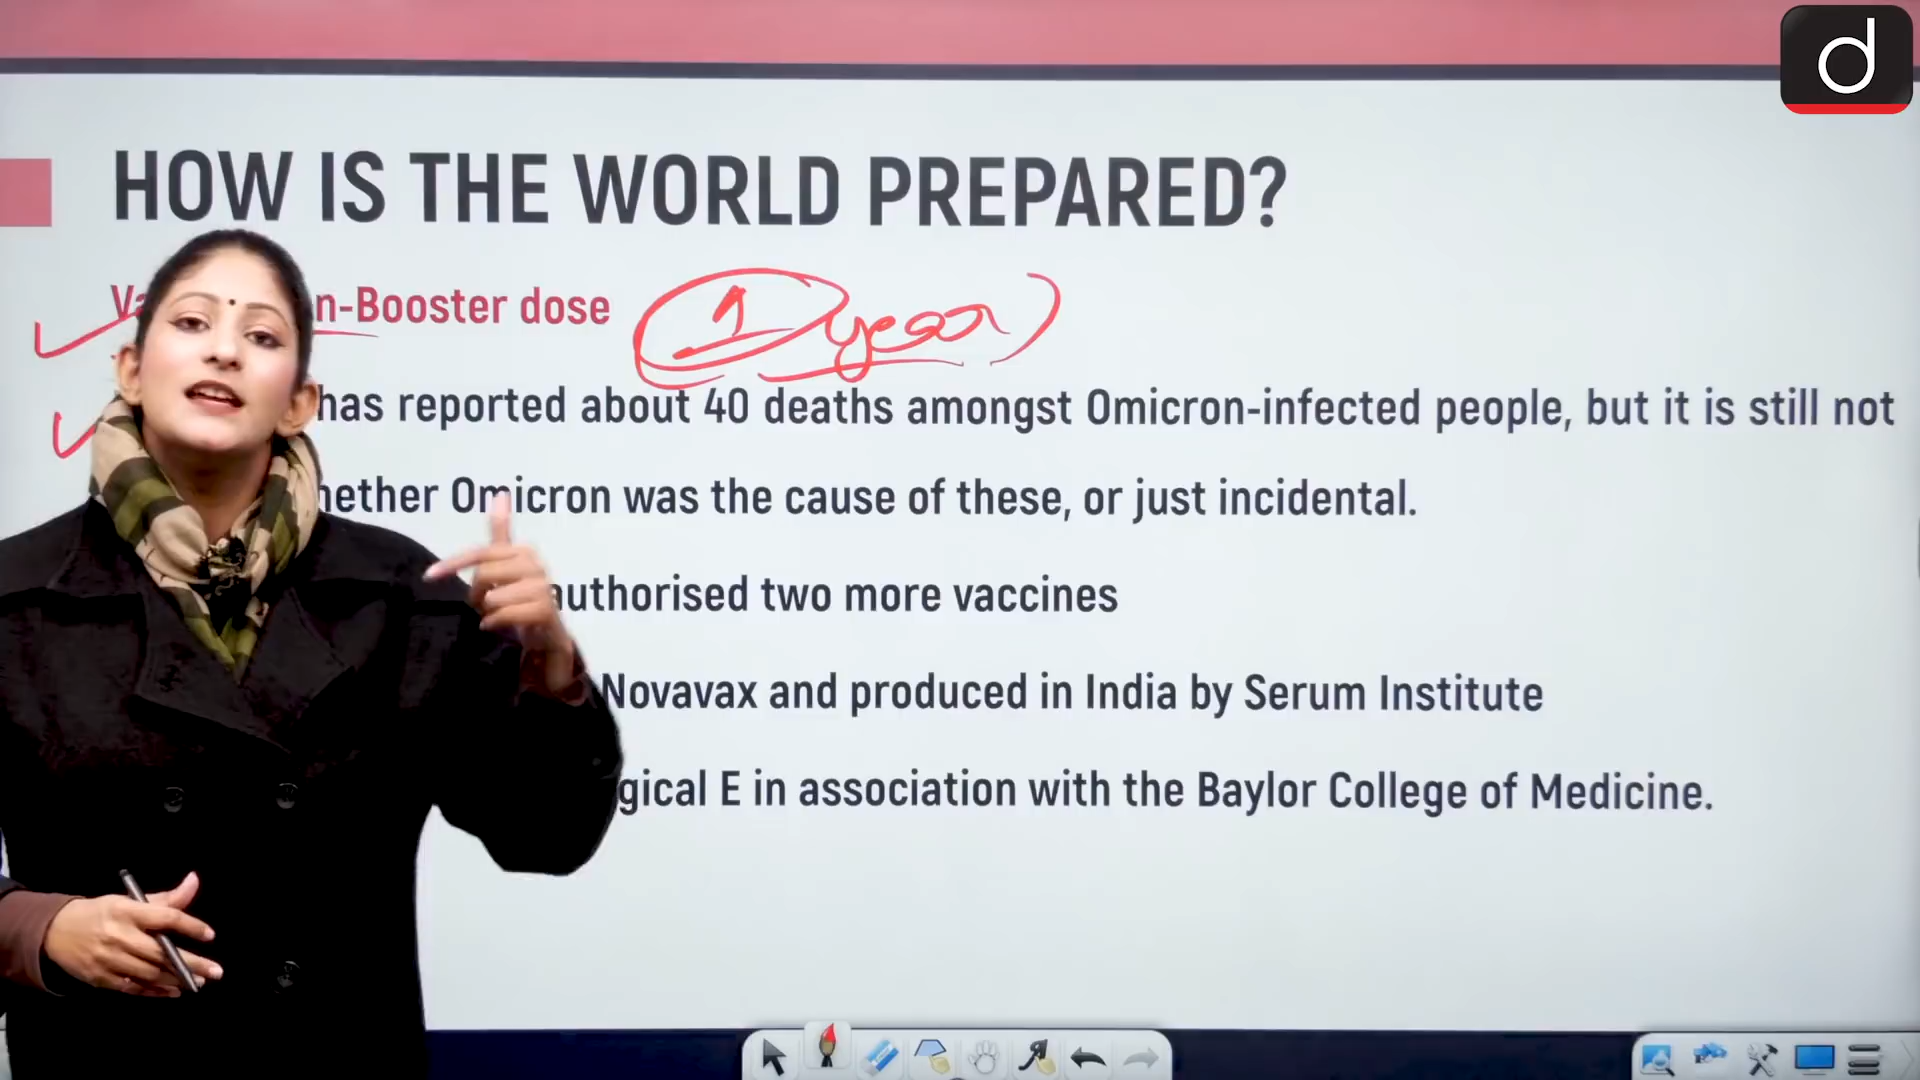 d
HOW IS THE WORLD PREPARED?
n-Booster dose 1 year
has reported about 40 deaths amongst Omicron-infected people, but it is still not
hether Omicron was the cause of these, or just incidental.
authorised two more vaccines
Novavax and produced in India by Serum Institute
gical E in association with the Baylor College of Medicine.